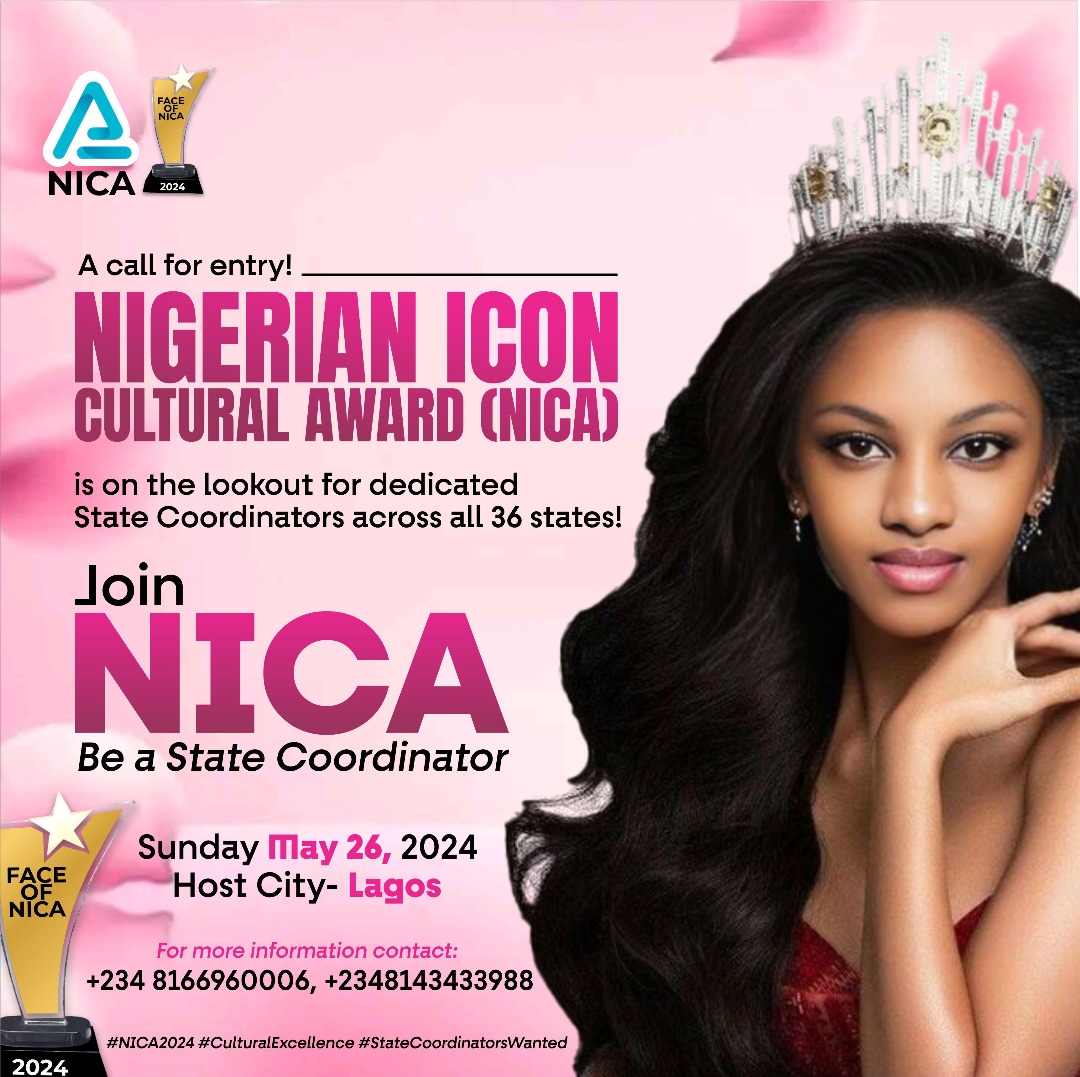 NICA
FACE
OF
NICA
2024
A call for entry!
NIGERIAN ICON
CULTURAL AWARD (NICA)
is on the lookout for dedicated
State Coordinators across all 36 states!
Join
NICA
Be a State Coordinator
Sunday May 26, 2024
Host City- Lagos
FACE
OF
NICA
2024
For more information contact:
+234 8166960006, +2348143433988
#NICA2024 #CulturalExcellence #StateCoordinatorsWanted